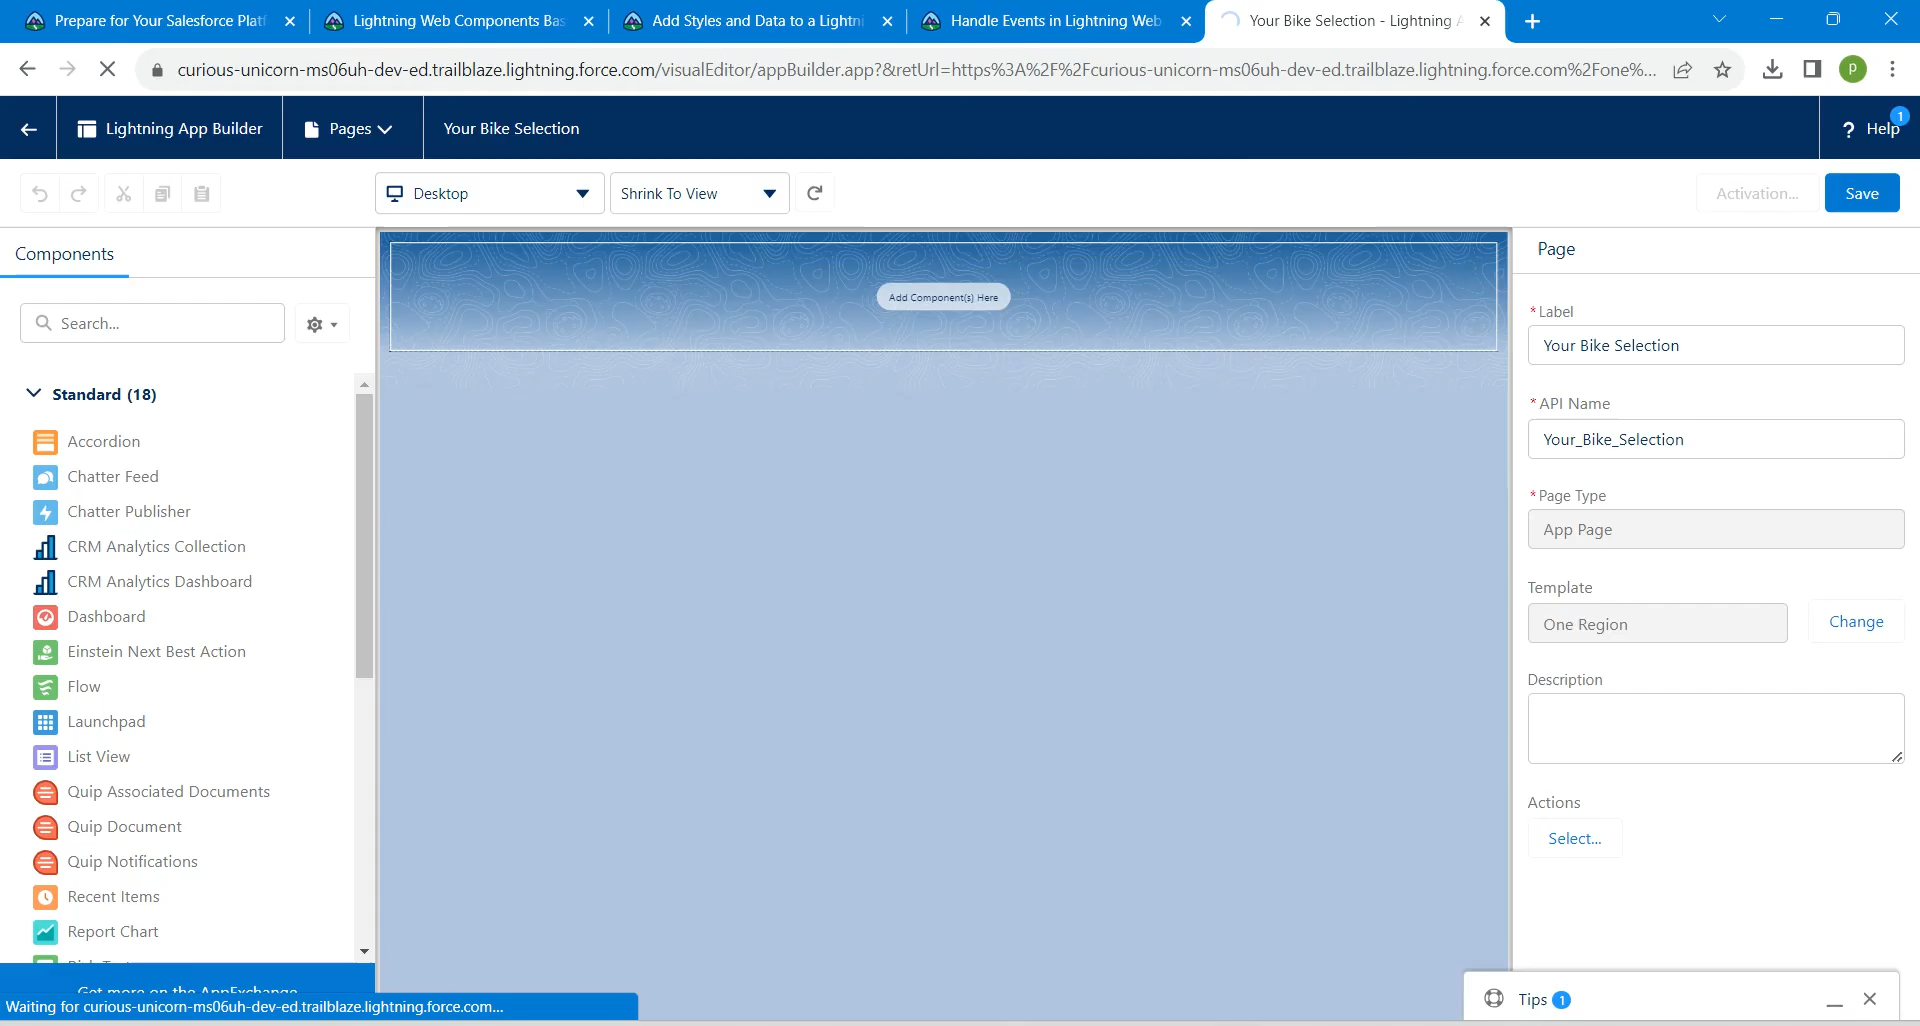 Prepare for Your Salesforce Platf
Lightning Web Components Bas
Add Styles and Data to a Lightni
Handle Events in Lightning Web
Your Bike Selection - Lightning A
curious-unicorn-ms06uh-dev-ed.trailblaze.lightning.force.com/visualEditor/appBuilder.app?&retUrl=https%3A%2F%2Fcurious-unicorn-ms06uh-dev-ed.trailblaze.lightning.force.com%2Fone%...
p
Lightning App Builder
Pages
Your Bike Selection
? Help
1
Desktop
Shrink To View
Activation...
Save
Components
Search...
Standard (18)
Accordion
Chatter Feed
Chatter Publisher
CRM Analytics Collection
CRM Analytics Dashboard
Dashboard
Einstein Next Best Action
Flow
Launchpad
List View
Quip Associated Documents
Quip Document
Quip Notifications
Recent Items
Report Chart
Get more on the AppExchange
Waiting for curious-unicorn-ms06uh-dev-ed.trailblaze.lightning.force.com...
Add Component(s) Here
Page
* Label
Your Bike Selection
* API Name
Your_Bike_Selection
* Page Type
App Page
Template
One Region
Change
Description
Actions
Select...
Tips 1